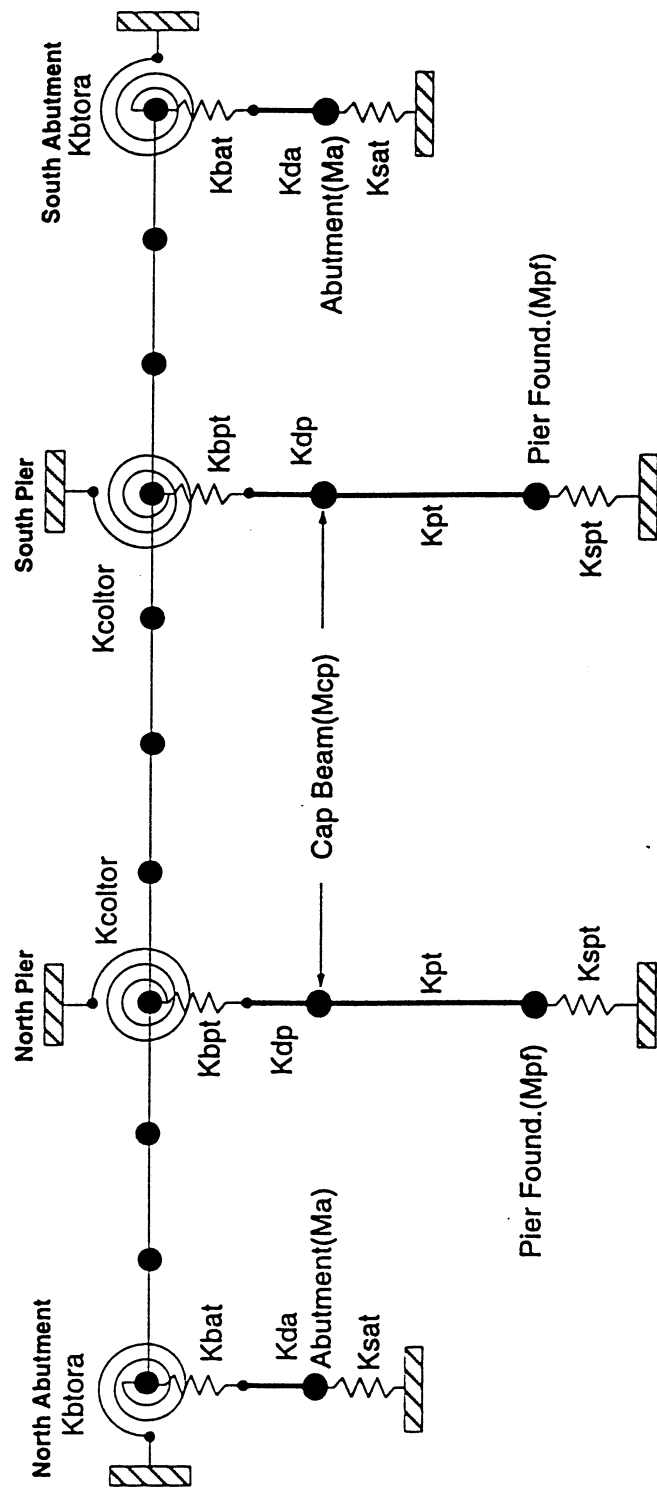 North Abutment
Kbtora
North Pier
Kcoltor
Kcoltor
South Pier
South Abutment
Kbtora
Kbat
Kda
Abutment(Ma)
Ksat
Kbpt
Kdp
Kpt
Pier Found.(Mpf)
Kspt
Cap Beam(Mcp)
Kbpt
Kdp
Kpt
Pier Found.(Mpf)
Kspt
Kbat
Kda
Abutment(Ma)
Ksat